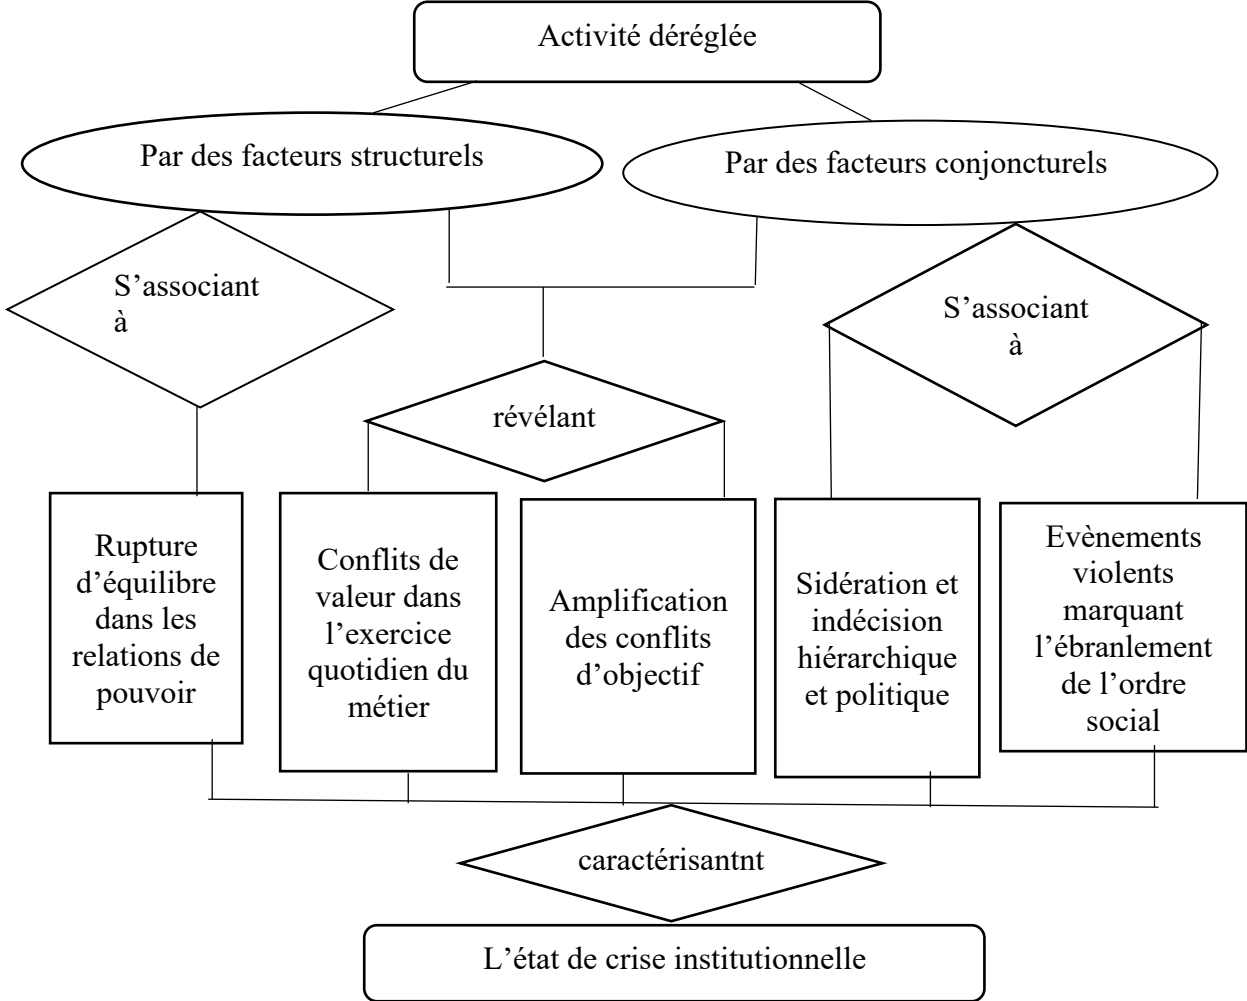 Activité déréglée
Par des facteurs structurels
Par des facteurs conjoncturels
S’associant
à
S’associant
à
révélant
Rupture
d’équilibre
dans les
relations de
pouvoir
Conflits de
valeur dans
l’exercice
quotidien du
métier
Amplification
des conflits
d’objectif
Sidération et
indécision
hiérarchique
et politique
Evènements
violents
marquant
l’ébranlement
de l’ordre
social
caractérisantnt
L’état de crise institutionnelle